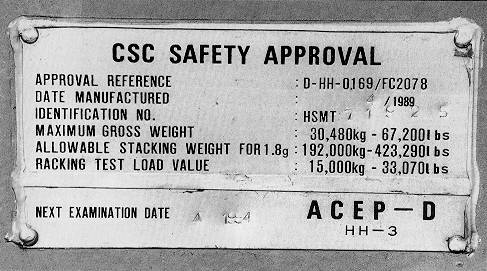 CSC SAFETY APPROVAL
APPROVAL REFERENCE : D-HH-0169/FC2078
DATE MANUFACTURED : /1989
IDENTIFICATION NO. : HSMT
MAXIMUM GROSS WEIGHT : 30,480kg - 67,200lbs
ALLOWABLE STACKING WEIGHT FOR 1.8g : 192,000kg-423,290lbs
RACKING TEST LOAD VALUE : 15,000kg - 33,070lbs
NEXT EXAMINATION DATE
ACEP-D
HH-3